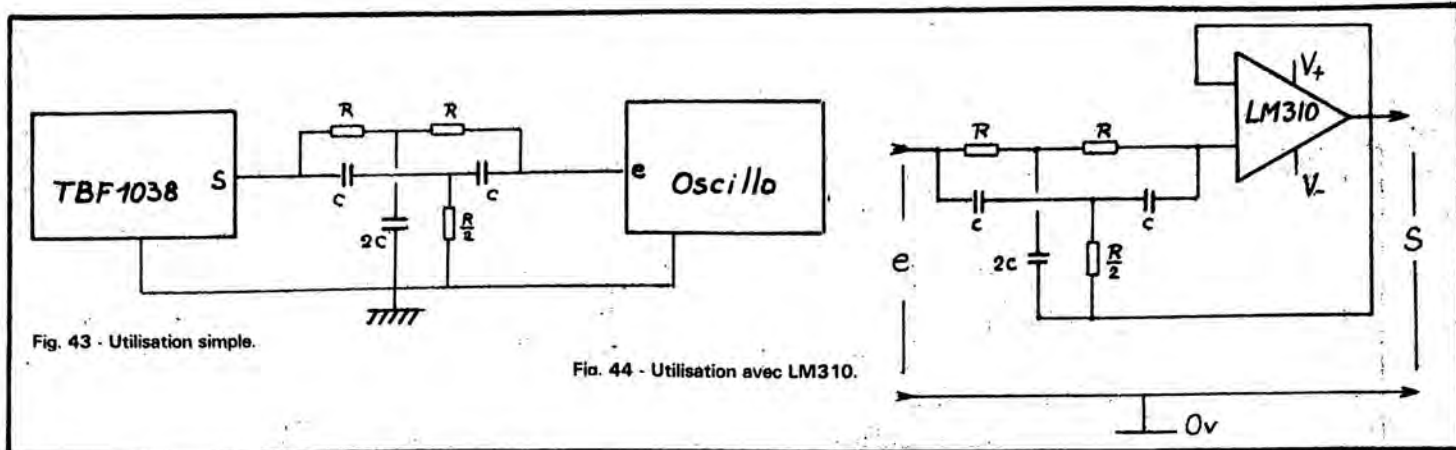 TBF1038
S
R
R
C
C
2C
R/2
e
Oscillo
Fig. 43 - Utilisation simple.
e
R
R
C
C
2C
R/2
LM310
V+
V-
S
0v
Fig. 44 - Utilisation avec LM310.